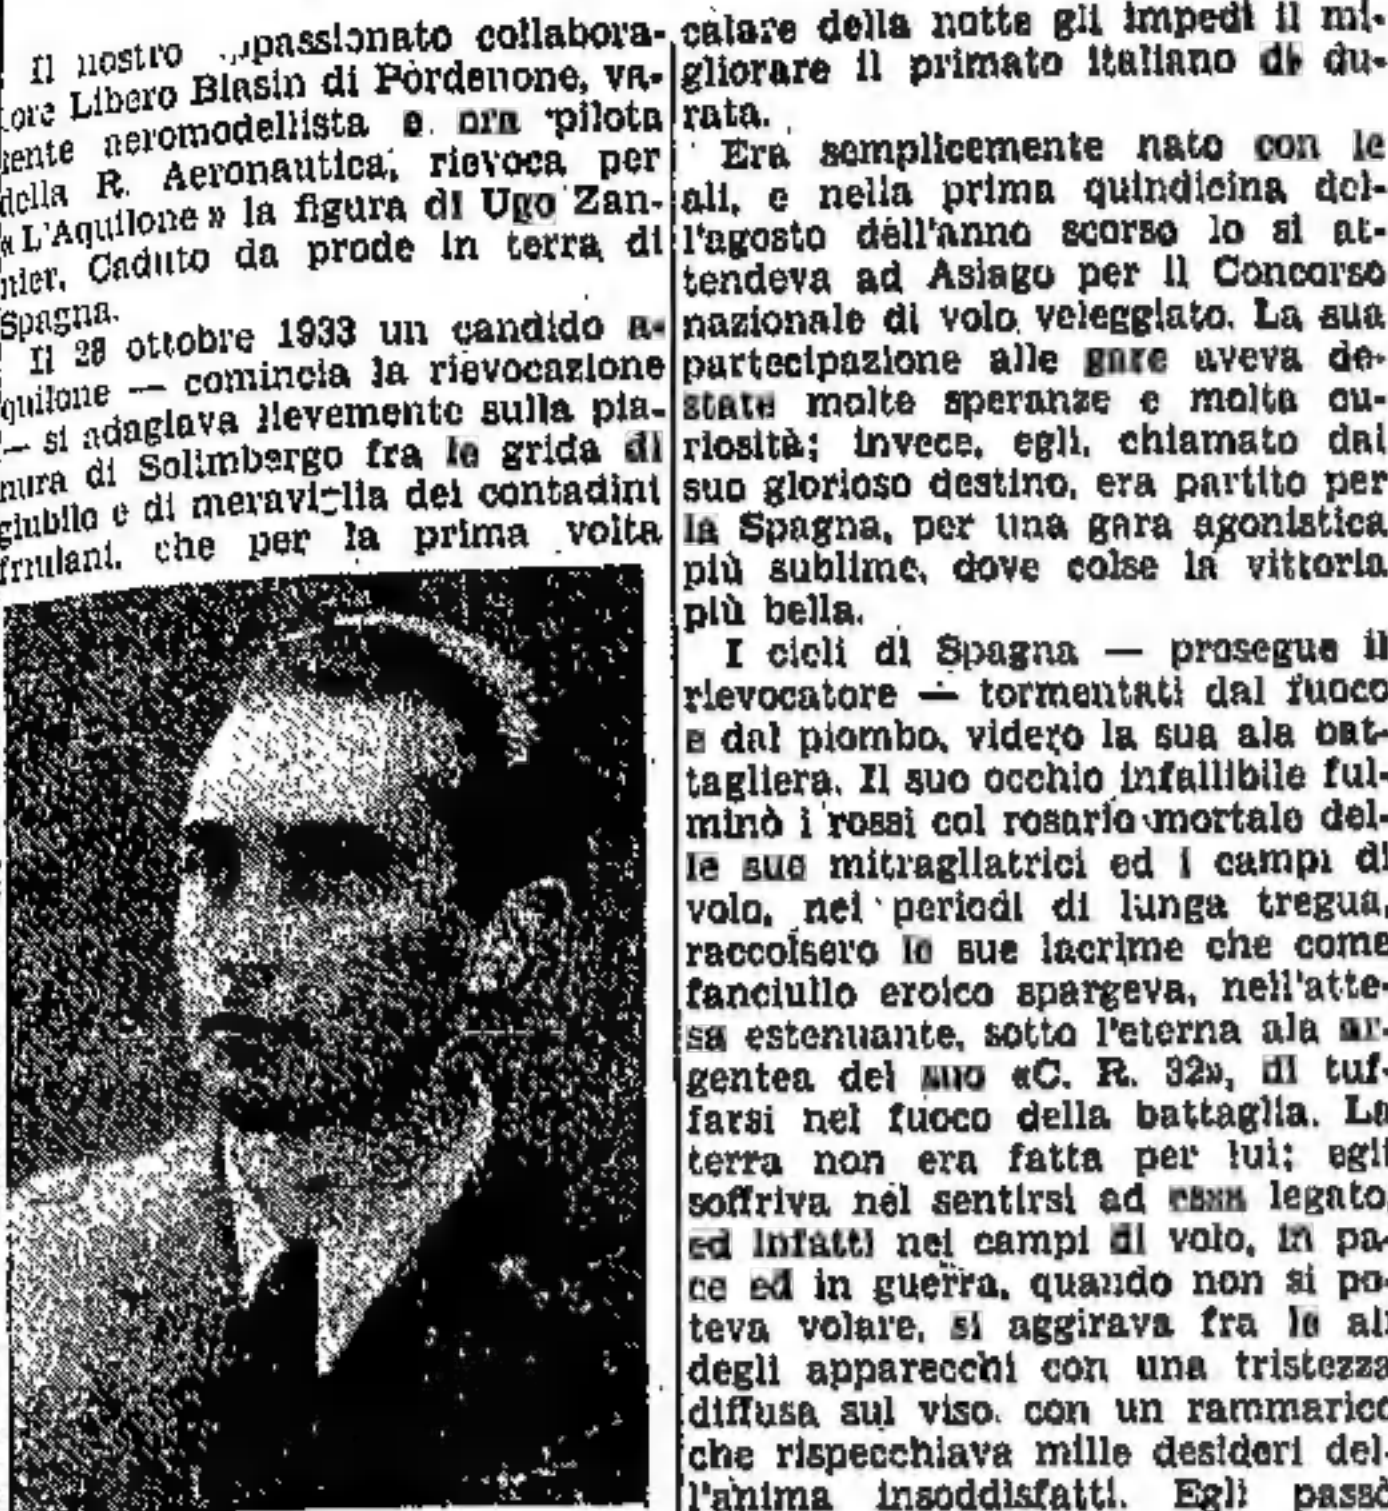 Il nostro appassionato collabora-
tore Libero Biasin di Pordenone, va-
lente aeromodellista e ora pilota
della R. Aeronautica, rievoca per
« L'Aquilone » la figura di Ugo Zan-
nier, Caduto da prode in terra di
Spagna.
Il 28 ottobre 1933 un candido a-
quilone — comincia la rievocazione
— si adagiava lievemente sulla pia-
nura di Solimbergo fra le grida di
giubilo e di meraviglia dei contadini
friulani, che per la prima volta
calare della notte gli impedì il mi-
gliorare il primato italiano di du-
rata.
Era semplicemente nato con le
ali, e nella prima quindicina del-
l'agosto dell'anno scorso lo si at-
tendeva ad Asiago per il Concorso
nazionale di volo veleggiato. La sua
partecipazione alle gare aveva de-
state molte speranze e molta cu-
riosità; invece, egli, chiamato dal
suo glorioso destino, era partito per
la Spagna, per una gara agonistica
più sublime, dove colse la vittoria
più bella.
I cieli di Spagna — prosegue il
rievocatore — tormentati dal fuoco
e dal piombo, videro la sua ala bat-
tagliera. Il suo occhio infallibile ful-
minò i rossi col rosario mortale del-
le sue mitragliatrici ed i campi di
volo, nei periodi di lunga tregua,
raccolsero le sue lacrime che come
fanciullo eroico spargeva, nell'atte-
sa estenuante, sotto l'eterna ala ar-
gentea del suo «C. R. 32», di tuf-
farsi nel fuoco della battaglia. La
terra non era fatta per lui; egli
soffriva nel sentirsi ad essa legato
ed infatti nei campi di volo, in pa-
ce ed in guerra, quando non si po-
teva volare, si aggirava fra le ali
degli apparecchi con una tristezza
diffusa sul viso, con un rammarico
che rispecchiava mille desideri del-
l'anima insoddisfatti. Egli passò